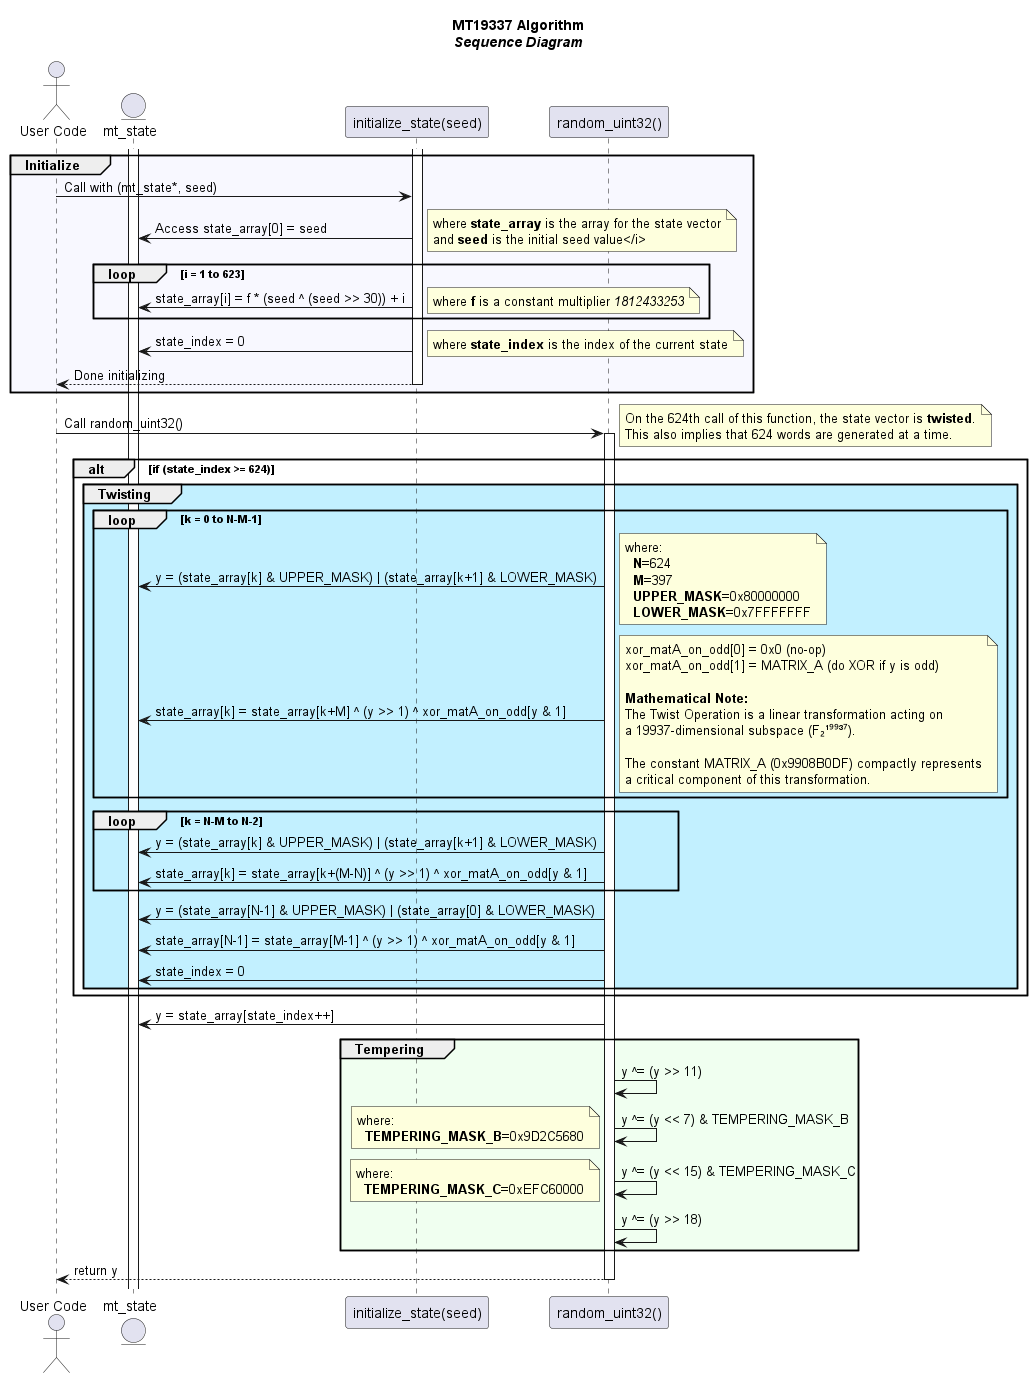 MT19337 Algorithm
Sequence Diagram
User Code
mt_state
initialize_state(seed)
random_uint32()
Initialize
Call with (mt_state*, seed)
Access state_array[0] = seed
where state_array is the array for the state vector
and seed is the initial seed value</i>
loop [i = 1 to 623]
state_array[i] = f * (seed ^ (seed >> 30)) + i
where f is a constant multiplier 1812433253
state_index = 0
where state_index is the index of the current state
Done initializing
Call random_uint32()
On the 624th call of this function, the state vector is twisted.
This also implies that 624 words are generated at a time.
alt [if (state_index >= 624)]
Twisting
loop [k = 0 to N-M-1]
y = (state_array[k] & UPPER_MASK) | (state_array[k+1] & LOWER_MASK)
where:
N=624
M=397
UPPER_MASK=0x80000000
LOWER_MASK=0x7FFFFFFF
state_array[k] = state_array[k+M] ^ (y >> 1) ^ xor_matA_on_odd[y & 1]
xor_matA_on_odd[0] = 0x0 (no-op)
xor_matA_on_odd[1] = MATRIX_A (do XOR if y is odd)
Mathematical Note:
The Twist Operation is a linear transformation acting on
a 19937-dimensional subspace (F₂¹⁹⁹³⁷).
The constant MATRIX_A (0x9908B0DF) compactly represents
a critical component of this transformation.
loop [k = N-M to N-2]
y = (state_array[k] & UPPER_MASK) | (state_array[k+1] & LOWER_MASK)
state_array[k] = state_array[k+(M-N)] ^ (y >> 1) ^ xor_matA_on_odd[y & 1]
y = (state_array[N-1] & UPPER_MASK) | (state_array[0] & LOWER_MASK)
state_array[N-1] = state_array[M-1] ^ (y >> 1) ^ xor_matA_on_odd[y & 1]
state_index = 0
y = state_array[state_index++]
Tempering
y ^= (y >> 11)
where:
TEMPERING_MASK_B=0x9D2C5680
y ^= (y << 7) & TEMPERING_MASK_B
where:
TEMPERING_MASK_C=0xEFC60000
y ^= (y << 15) & TEMPERING_MASK_C
y ^= (y >> 18)
return y
User Code
mt_state
initialize_state(seed)
random_uint32()